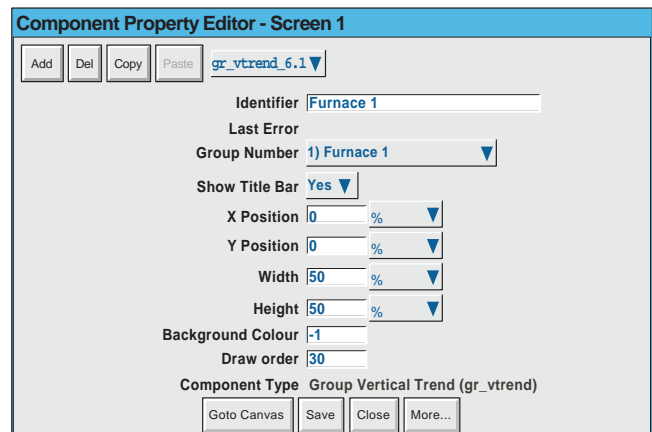 Component Property Editor - Screen 1
Add Del Copy Paste gr_vtrend_6.1
Identifier Furnace 1
Last Error
Group Number 1) Furnace 1
Show Title Bar Yes
X Position 0 %
Y Position 0 %
Width 50 %
Height 50 %
Background Colour -1
Draw order 30
Component Type Group Vertical Trend (gr_vtrend)
Goto Canvas Save Close More...